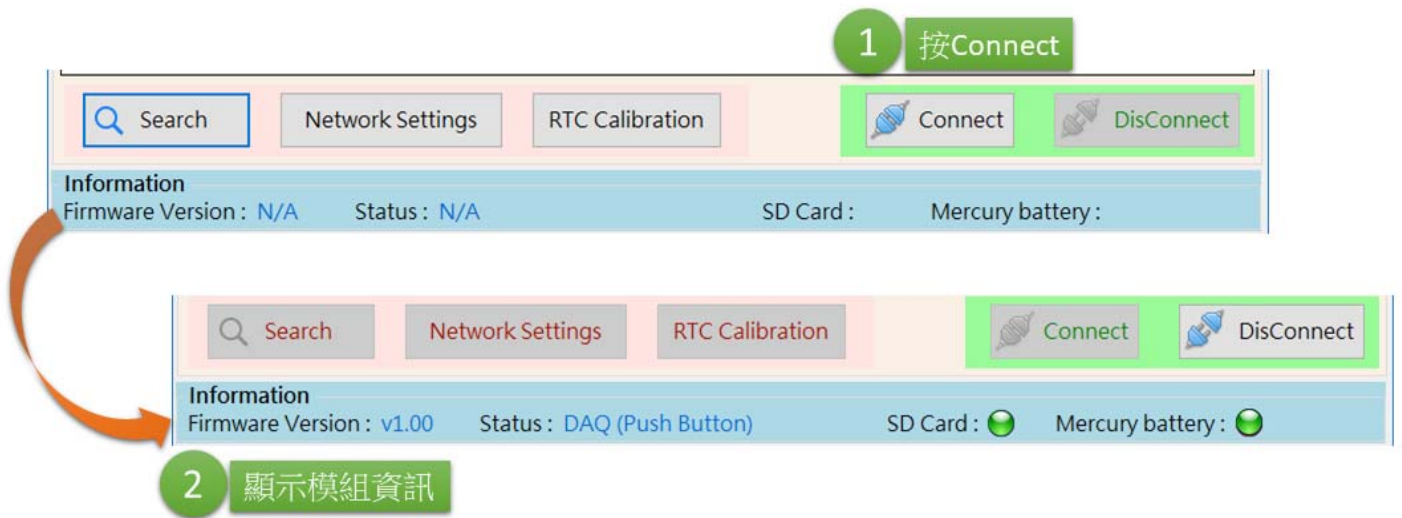 1 按Connect
Search Network Settings RTC Calibration Connect DisConnect
Information
Firmware Version : N/A Status : N/A SD Card : Mercury battery :
Search Network Settings RTC Calibration Connect DisConnect
Information
Firmware Version : v1.00 Status : DAQ (Push Button) SD Card : Mercury battery :
2 顯示模組資訊